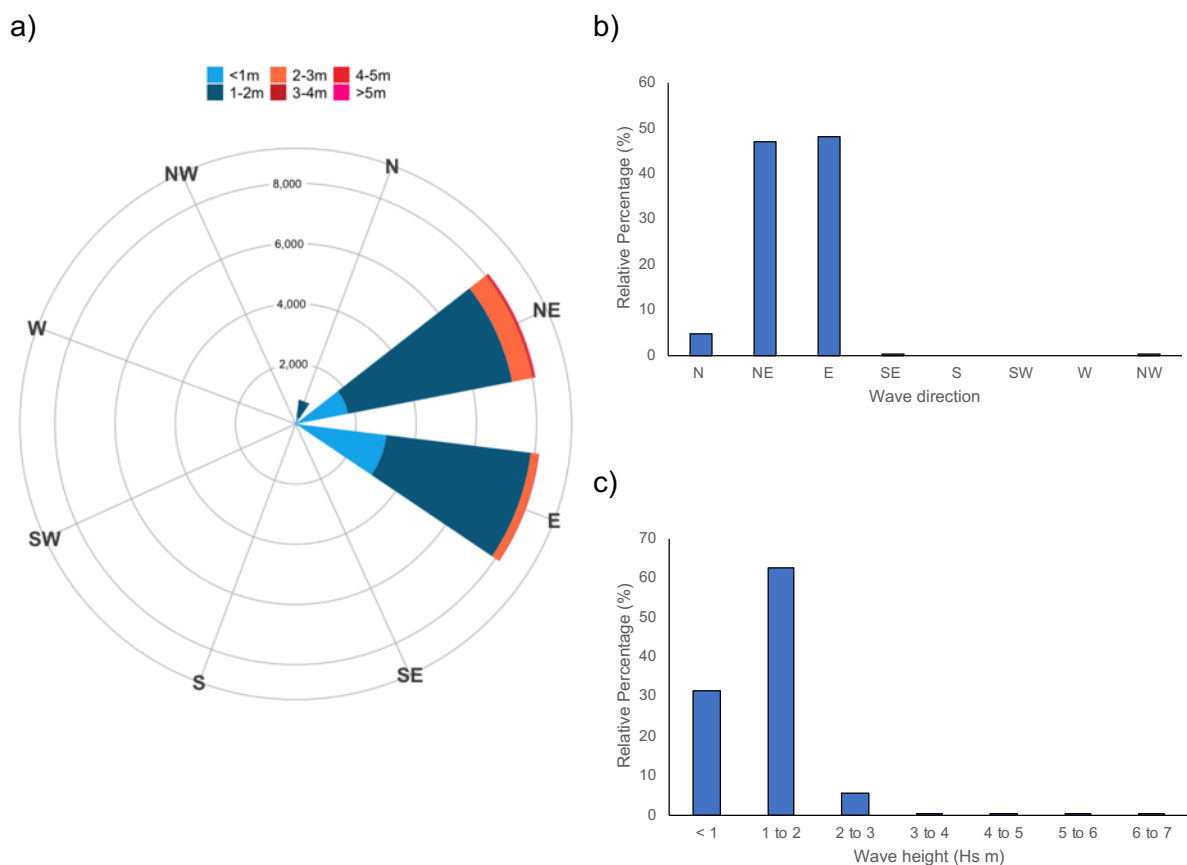 a)
<1m 2-3m 4-5m
1-2m 3-4m >5m
N
NE
E
SE
S
SW
W
NW
8,000
6,000
4,000
2,000
b)
Relative Percentage (%)
60
50
40
30
20
10
0
N NE E SE S SW W NW
Wave direction
c)
Relative Percentage (%)
70
60
50
40
30
20
10
0
< 1 1 to 2 2 to 3 3 to 4 4 to 5 5 to 6 6 to 7
Wave height (Hs m)